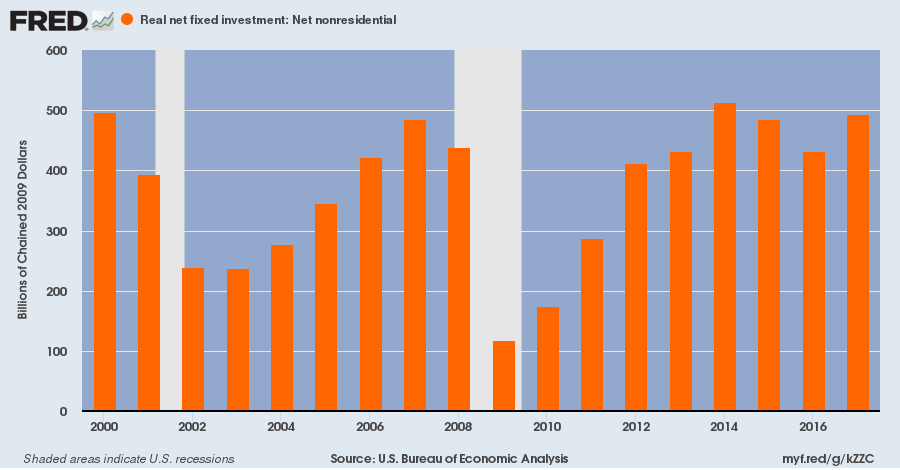 FRED Real net fixed investment: Net nonresidential
Billions of Chained 2009 Dollars
600
500
400
300
200
100
0
2000 2002 2004 2006 2008 2010 2012 2014 2016
Shaded areas indicate U.S. recessions Source: U.S. Bureau of Economic Analysis myf.red/g/kZZC